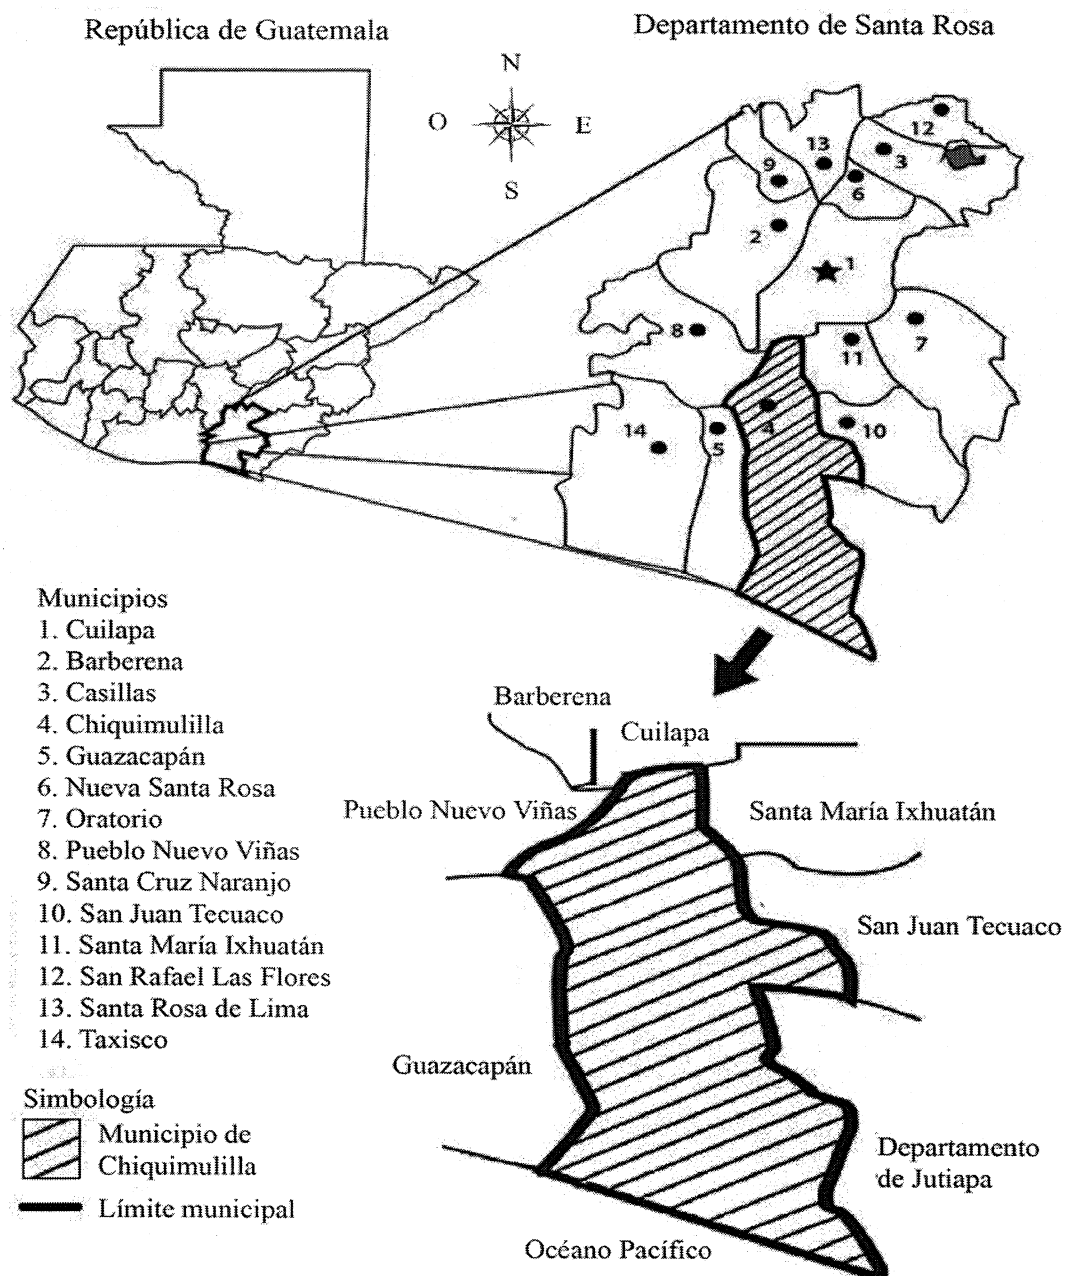 República de Guatemala
Departamento de Santa Rosa
N
O
E
S
12
13
3
9
6
2
1
8
7
11
14
5
4
10
Municipios
1. Cuilapa
2. Barberena
3. Casillas
4. Chiquimulilla
5. Guazacapán
6. Nueva Santa Rosa
7. Oratorio
8. Pueblo Nuevo Viñas
9. Santa Cruz Naranjo
10. San Juan Tecuaco
11. Santa María Ixhuatán
12. San Rafael Las Flores
13. Santa Rosa de Lima
14. Taxisco
Simbología
Municipio de
Chiquimulilla
Límite municipal
Barberena
Cuilapa
Pueblo Nuevo Viñas
Santa María Ixhuatán
San Juan Tecuaco
Guazacapán
Departamento
de Jutiapa
Océano Pacífico